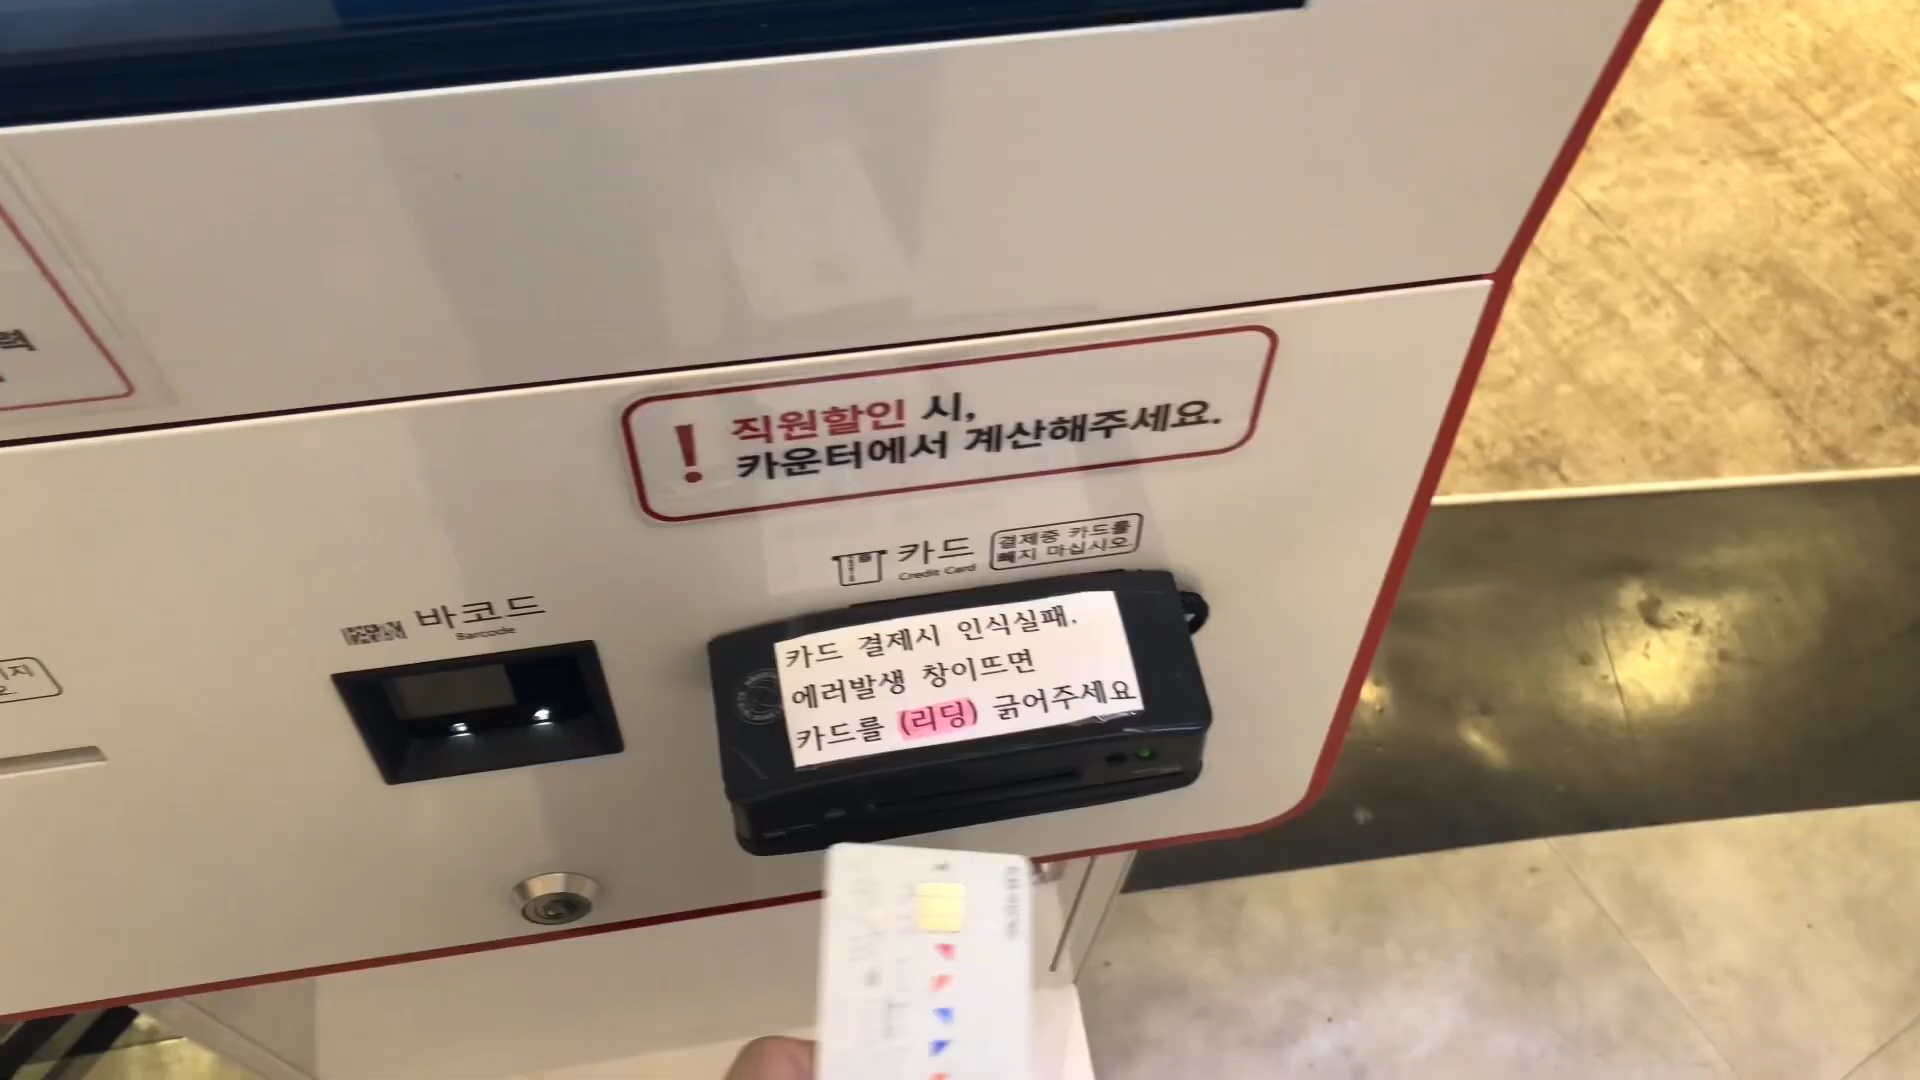 력
! 직원할인 시,
카운터에서 계산해주세요.
카드
Credit Card
결제중 카드를
빼지 마십시오.
바코드
Barcode
지
카드 결제시 인식실패.
에러발생 창이뜨면
카드를 (리딩) 긁어주세요